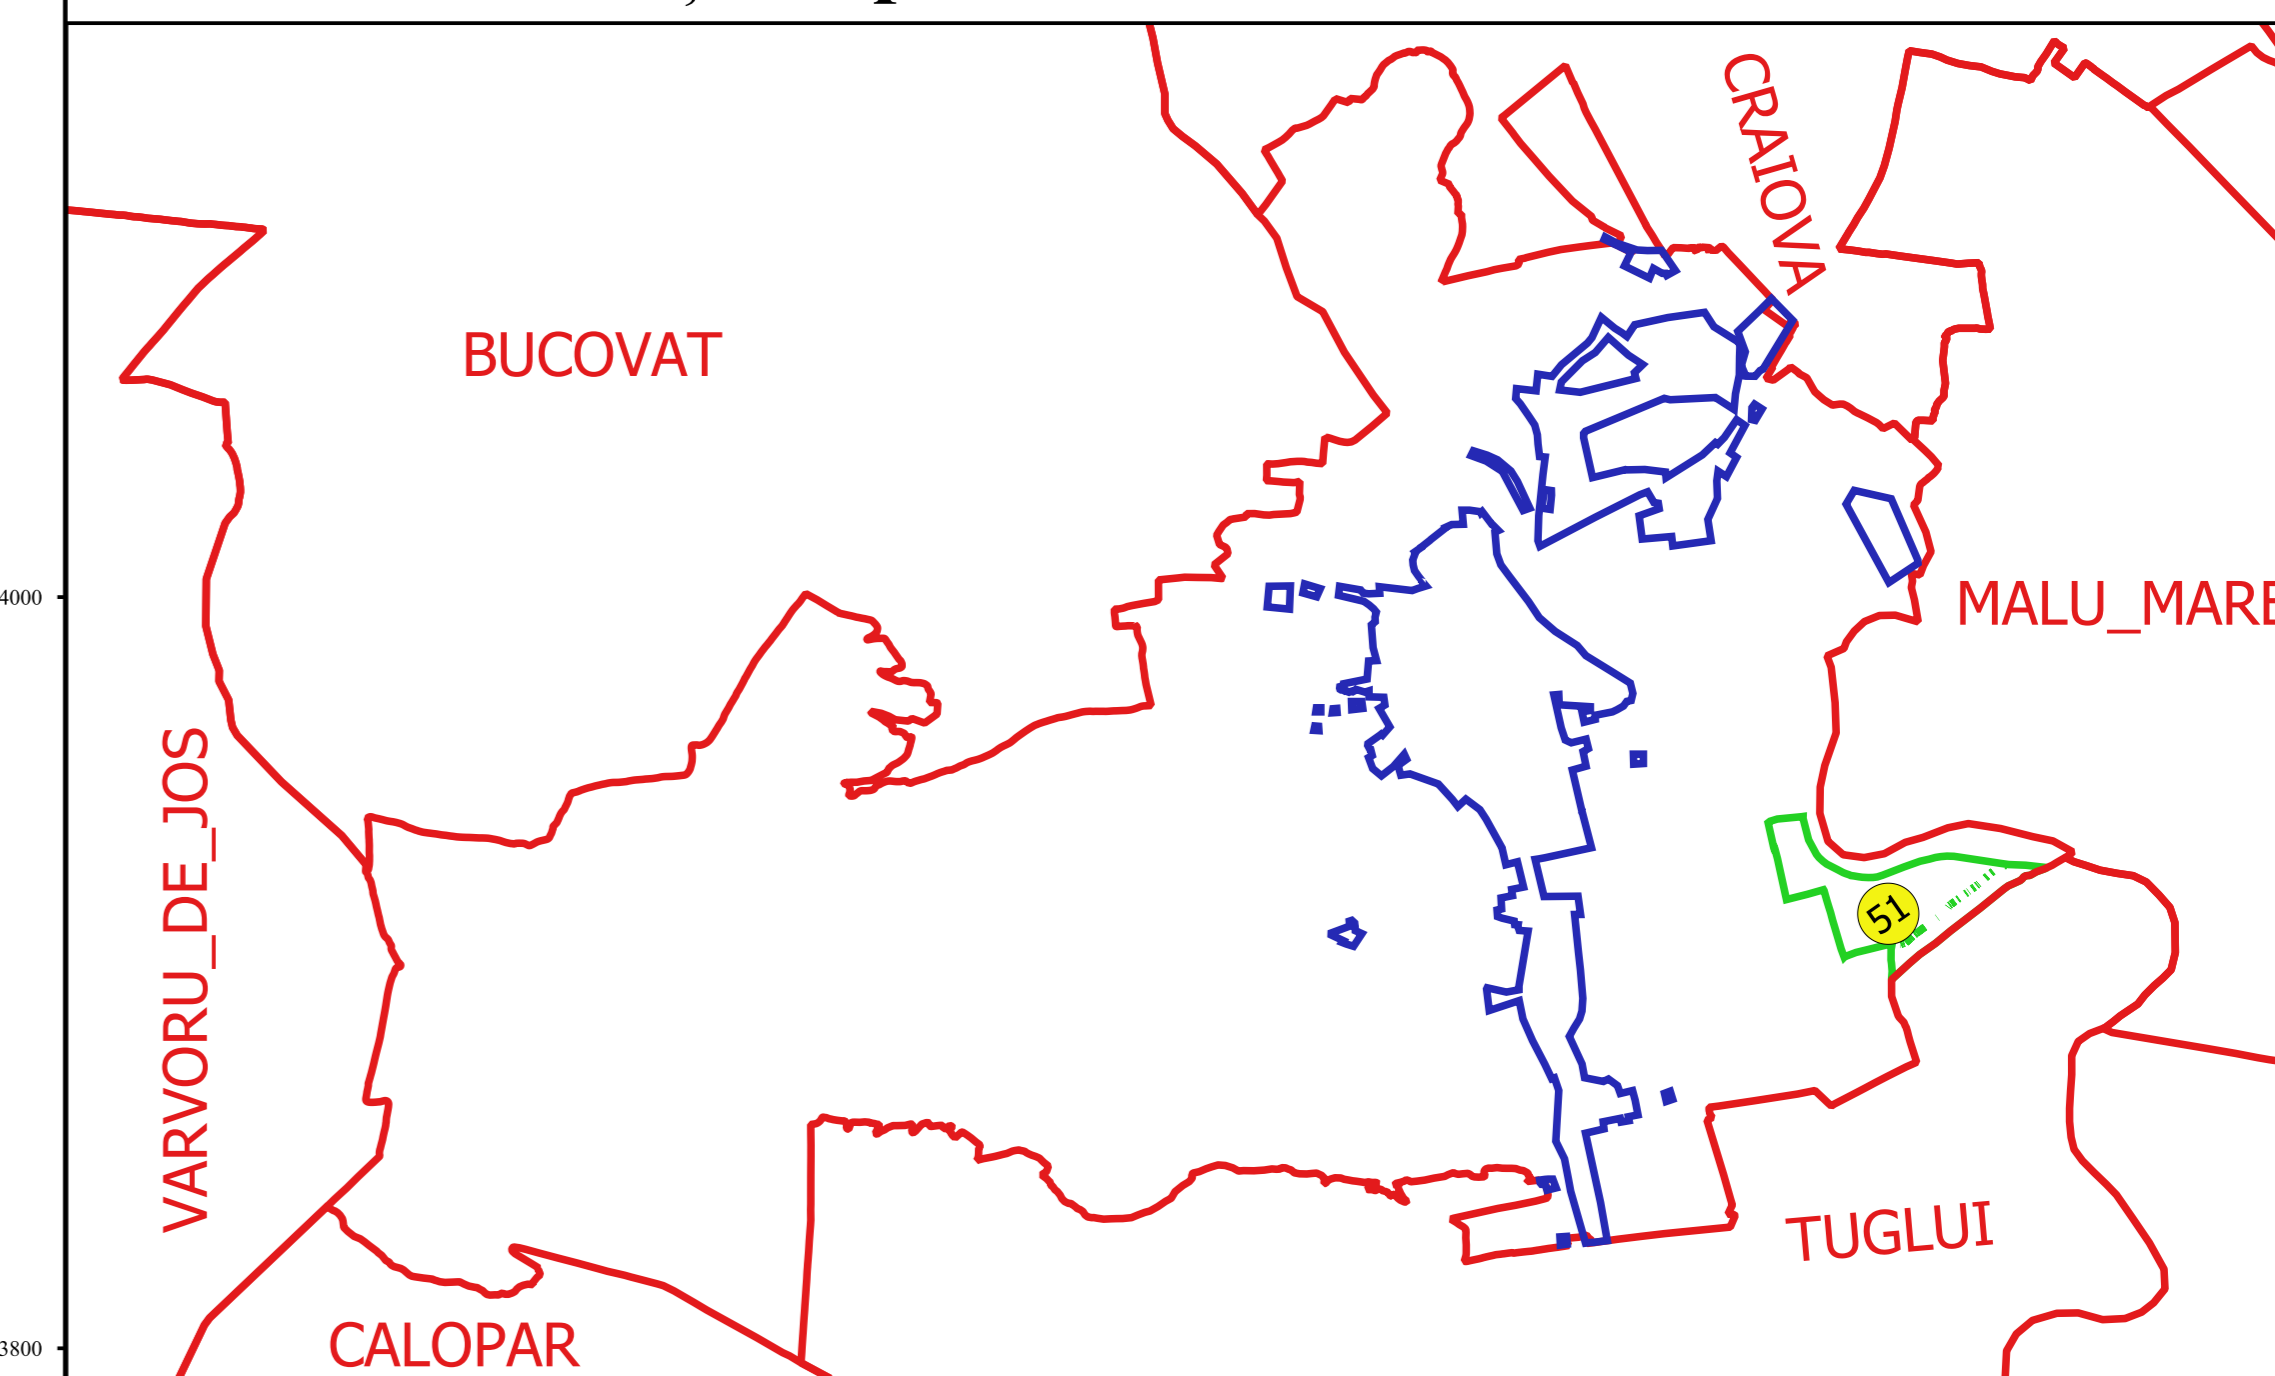 CRAIOVA
BUCOVAT
4000
MALU_MARE
VARVORU_DE_JOS
51
TUGLUI
CALOPAR
3800